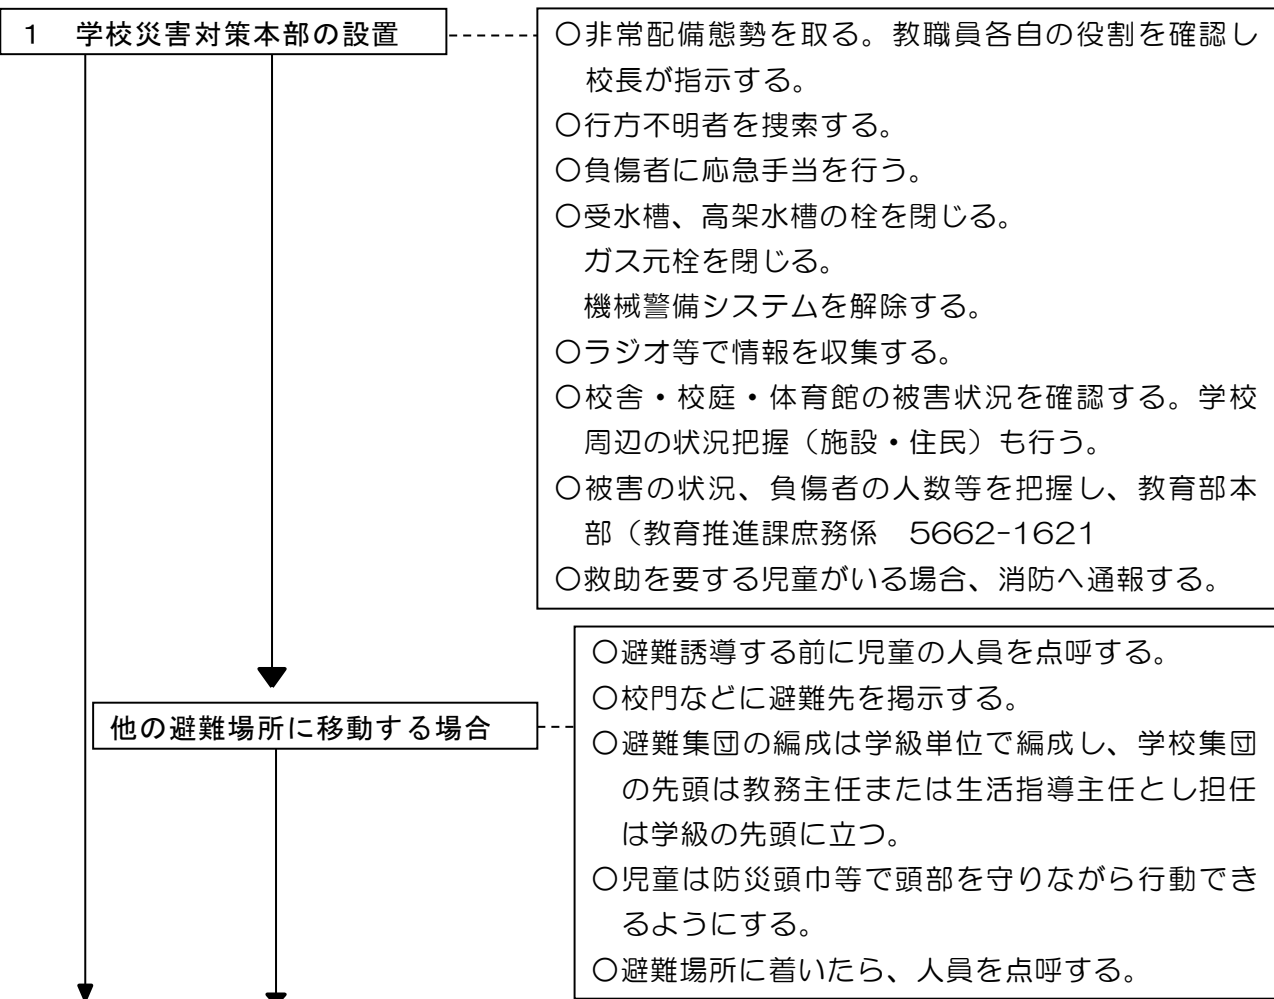 1　学校災害対策本部の設置
〇非常配備態勢を取る。教職員各自の役割を確認し
校長が指示する。
〇行方不明者を捜索する。
〇負傷者に応急手当を行う。
〇受水槽、高架水槽の栓を閉じる。
ガス元栓を閉じる。
機械警備システムを解除する。
〇ラジオ等で情報を収集する。
〇校舎・校庭・体育館の被害状況を確認する。学校
周辺の状況把握（施設・住民）も行う。
〇被害の状況、負傷者の人数等を把握し、教育部本
部（教育推進課庶務係　5662-1621
〇救助を要する児童がいる場合、消防へ通報する。
他の避難場所に移動する場合
〇避難誘導する前に児童の人員を点呼する。
〇校門などに避難先を掲示する。
〇避難集団の編成は学級単位で編成し、学校集団
の先頭は教務主任または生活指導主任とし担任
は学級の先頭に立つ。
〇児童は防災頭巾等で頭部を守りながら行動でき
るようにする。
〇避難場所に着いたら、人員を点呼する。